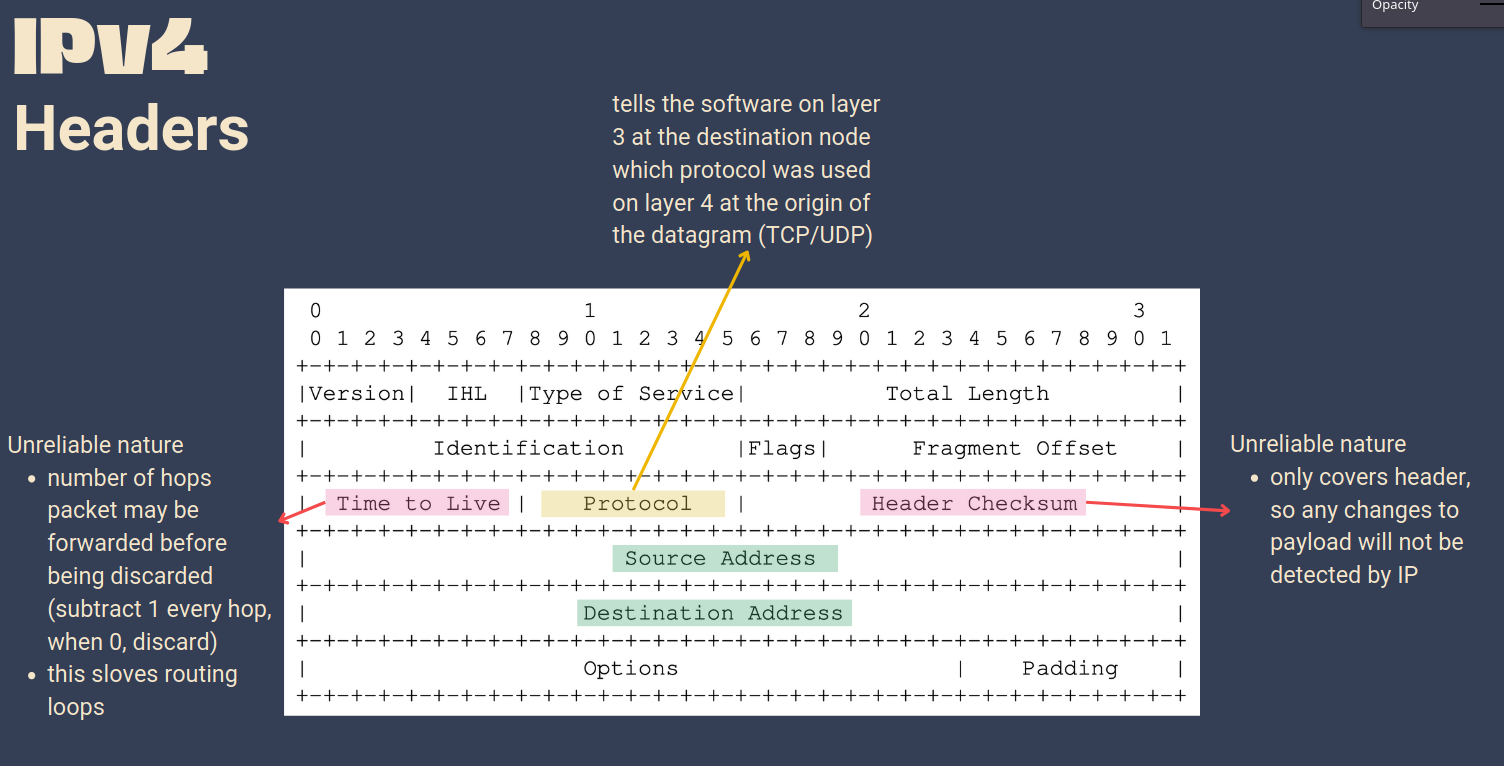 Opacity
IPv4
Headers
tells the software on layer
3 at the destination node
which protocol was used
on layer 4 at the origin of
the datagram (TCP/UDP)
0 1 2 3
0 1 2 3 4 5 6 7 8 9 0 1 2 3 4 5 6 7 8 9 0 1 2 3 4 5 6 7 8 9 0 1
+-+-+-+-+-+-+-+-+-+-+-+-+-+-+-+-+-+-+-+-+-+-+-+-+-+-+-+-+-+-+-+-+
|Version| IHL |Type of Service| Total Length |
+-+-+-+-+-+-+-+-+-+-+-+-+-+-+-+-+-+-+-+-+-+-+-+-+-+-+-+-+-+-+-+-+
| Identification |Flags| Fragment Offset |
+-+-+-+-+-+-+-+-+-+-+-+-+-+-+-+-+-+-+-+-+-+-+-+-+-+-+-+-+-+-+-+-+
| Time to Live | Protocol | Header Checksum |
+-+-+-+-+-+-+-+-+-+-+-+-+-+-+-+-+-+-+-+-+-+-+-+-+-+-+-+-+-+-+-+-+
| Source Address |
+-+-+-+-+-+-+-+-+-+-+-+-+-+-+-+-+-+-+-+-+-+-+-+-+-+-+-+-+-+-+-+-+
| Destination Address |
+-+-+-+-+-+-+-+-+-+-+-+-+-+-+-+-+-+-+-+-+-+-+-+-+-+-+-+-+-+-+-+-+
| Options | Padding |
+-+-+-+-+-+-+-+-+-+-+-+-+-+-+-+-+-+-+-+-+-+-+-+-+-+-+-+-+-+-+-+-+
Unreliable nature
• number of hops
packet may be
forwarded before
being discarded
(subtract 1 every hop,
when 0, discard)
• this sloves routing
loops
Unreliable nature
• only covers header,
so any changes to
payload will not be
detected by IP